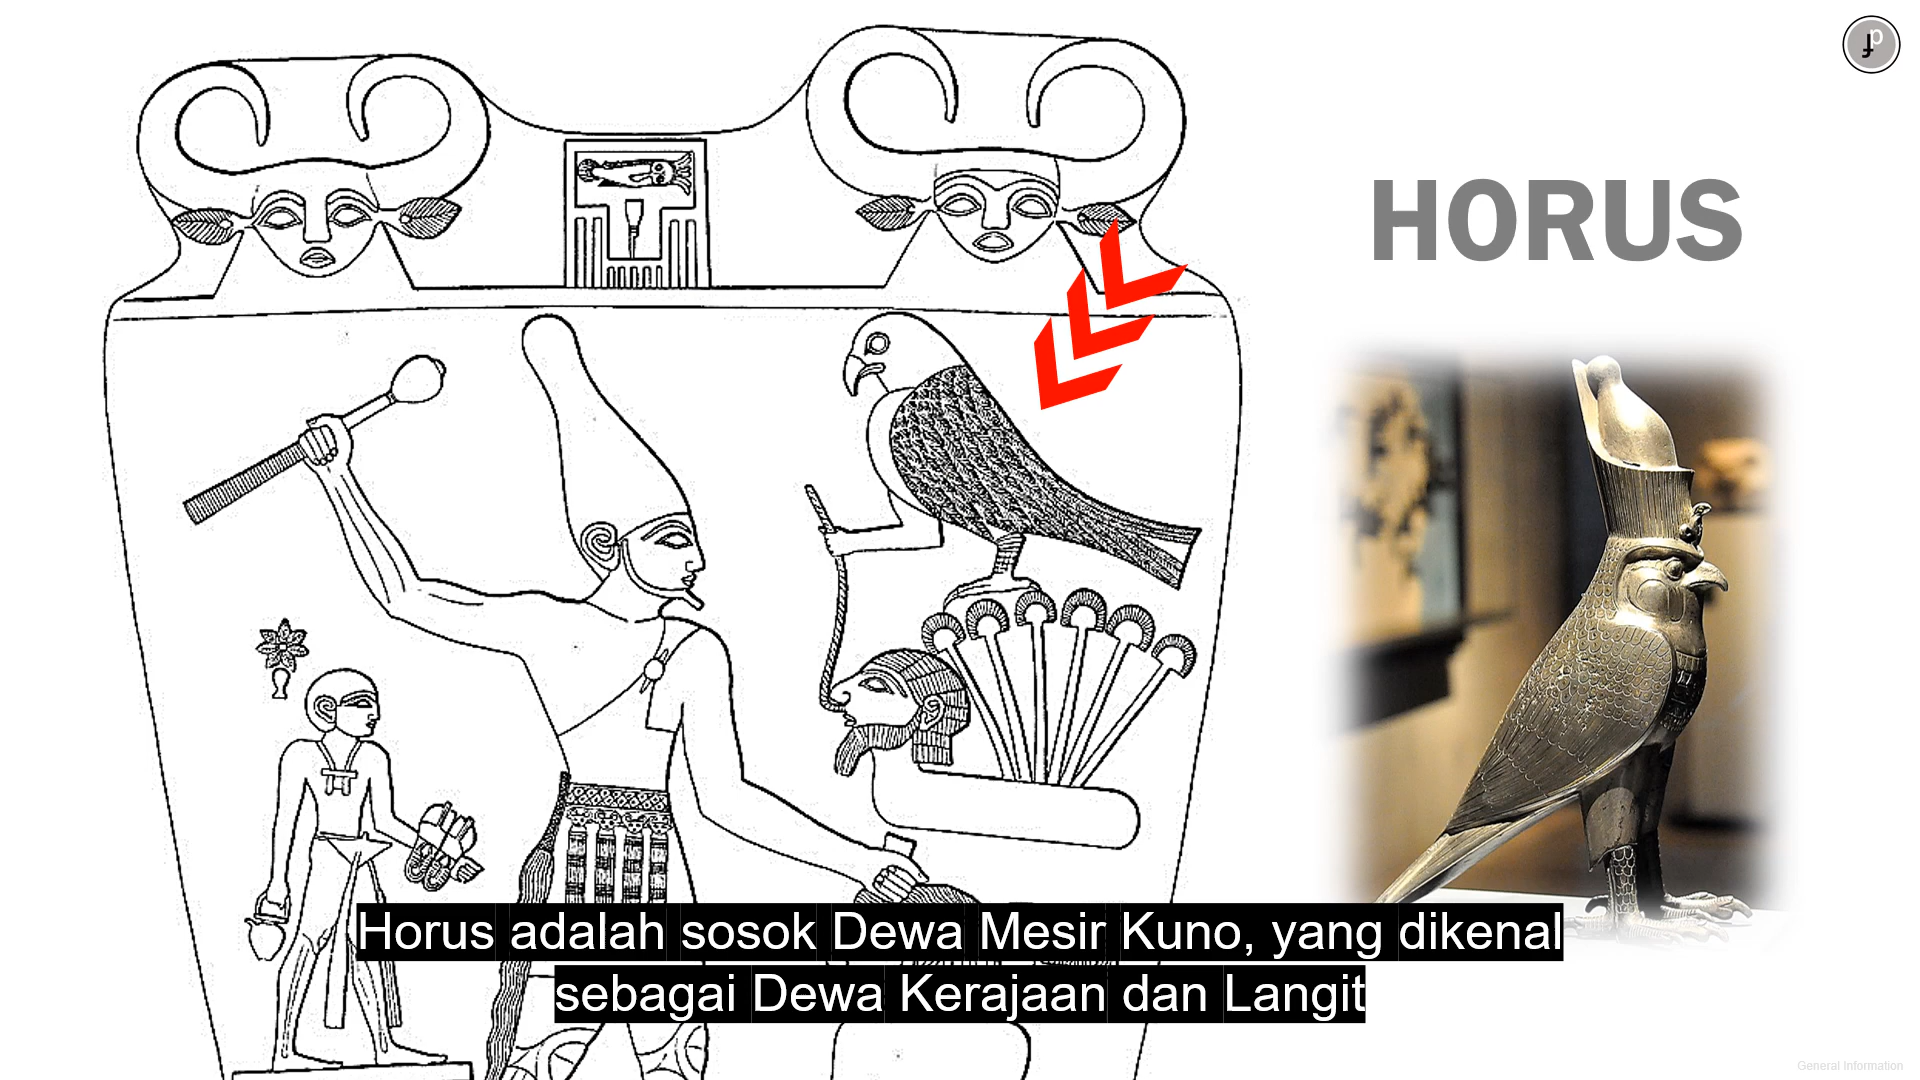 HORUS
Horus adalah sosok Dewa Mesir Kuno, yang dikenal
sebagai Dewa Kerajaan dan Langit
General Information